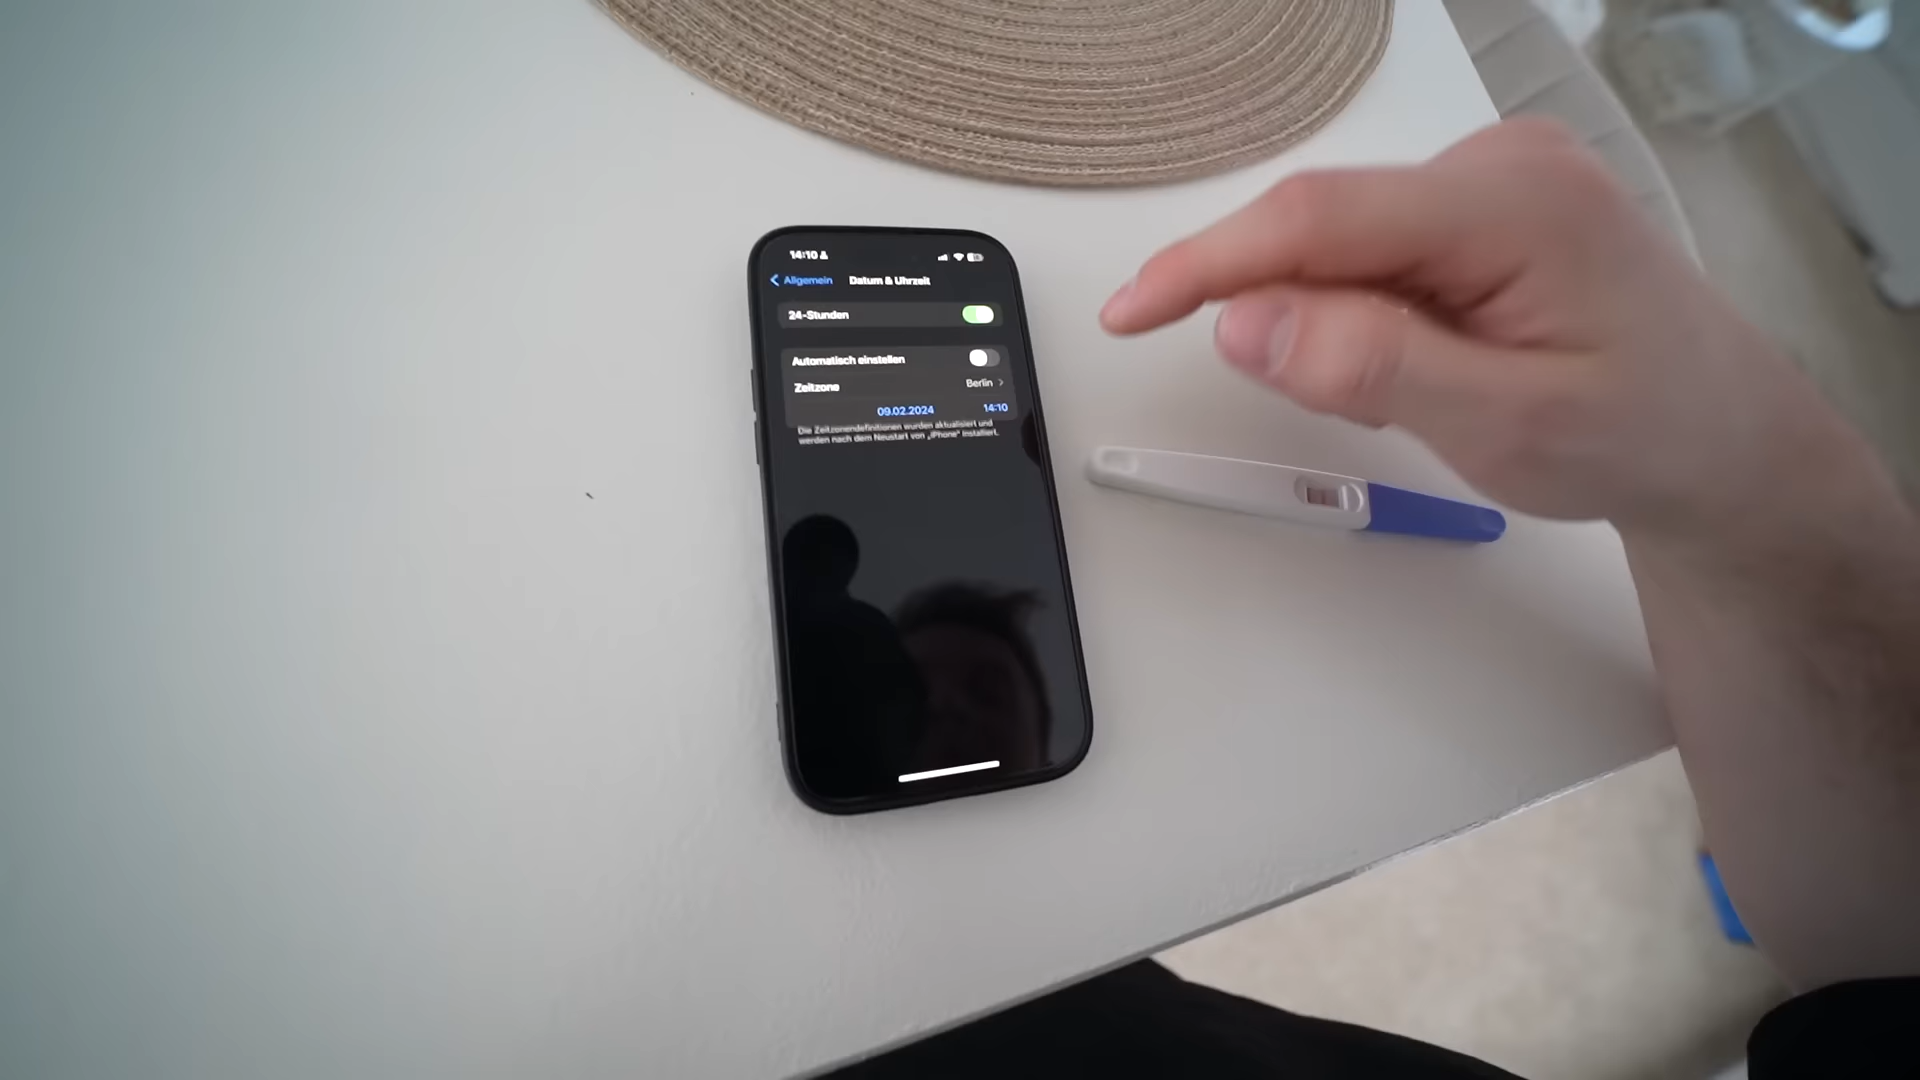 14:10
Allgemein Datum & Uhrzeit
24-Stunden
Automatisch einstellen
Zeitzone Berlin
09.02.2024 14:10
Die Zeitzonendefinitionen wurden aktualisiert und
werden nach dem Neustart von „iPhone“ installiert.